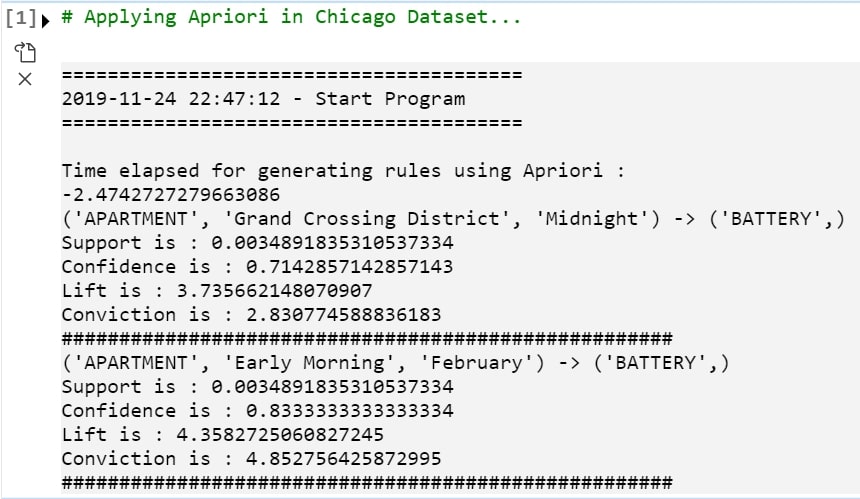 [1] # Applying Apriori in Chicago Dataset...
========================================
2019-11-24 22:47:12 - Start Program
========================================
Time elapsed for generating rules using Apriori :
-2.4742727279663086
('APARTMENT', 'Grand Crossing District', 'Midnight') -> ('BATTERY',)
Support is : 0.0034891835310537334
Confidence is : 0.7142857142857143
Lift is : 3.735662148070907
Conviction is : 2.830774588836183
#####################################################
('APARTMENT', 'Early Morning', 'February') -> ('BATTERY',)
Support is : 0.0034891835310537334
Confidence is : 0.8333333333333334
Lift is : 4.3582725060827245
Conviction is : 4.852756425872995
#####################################################